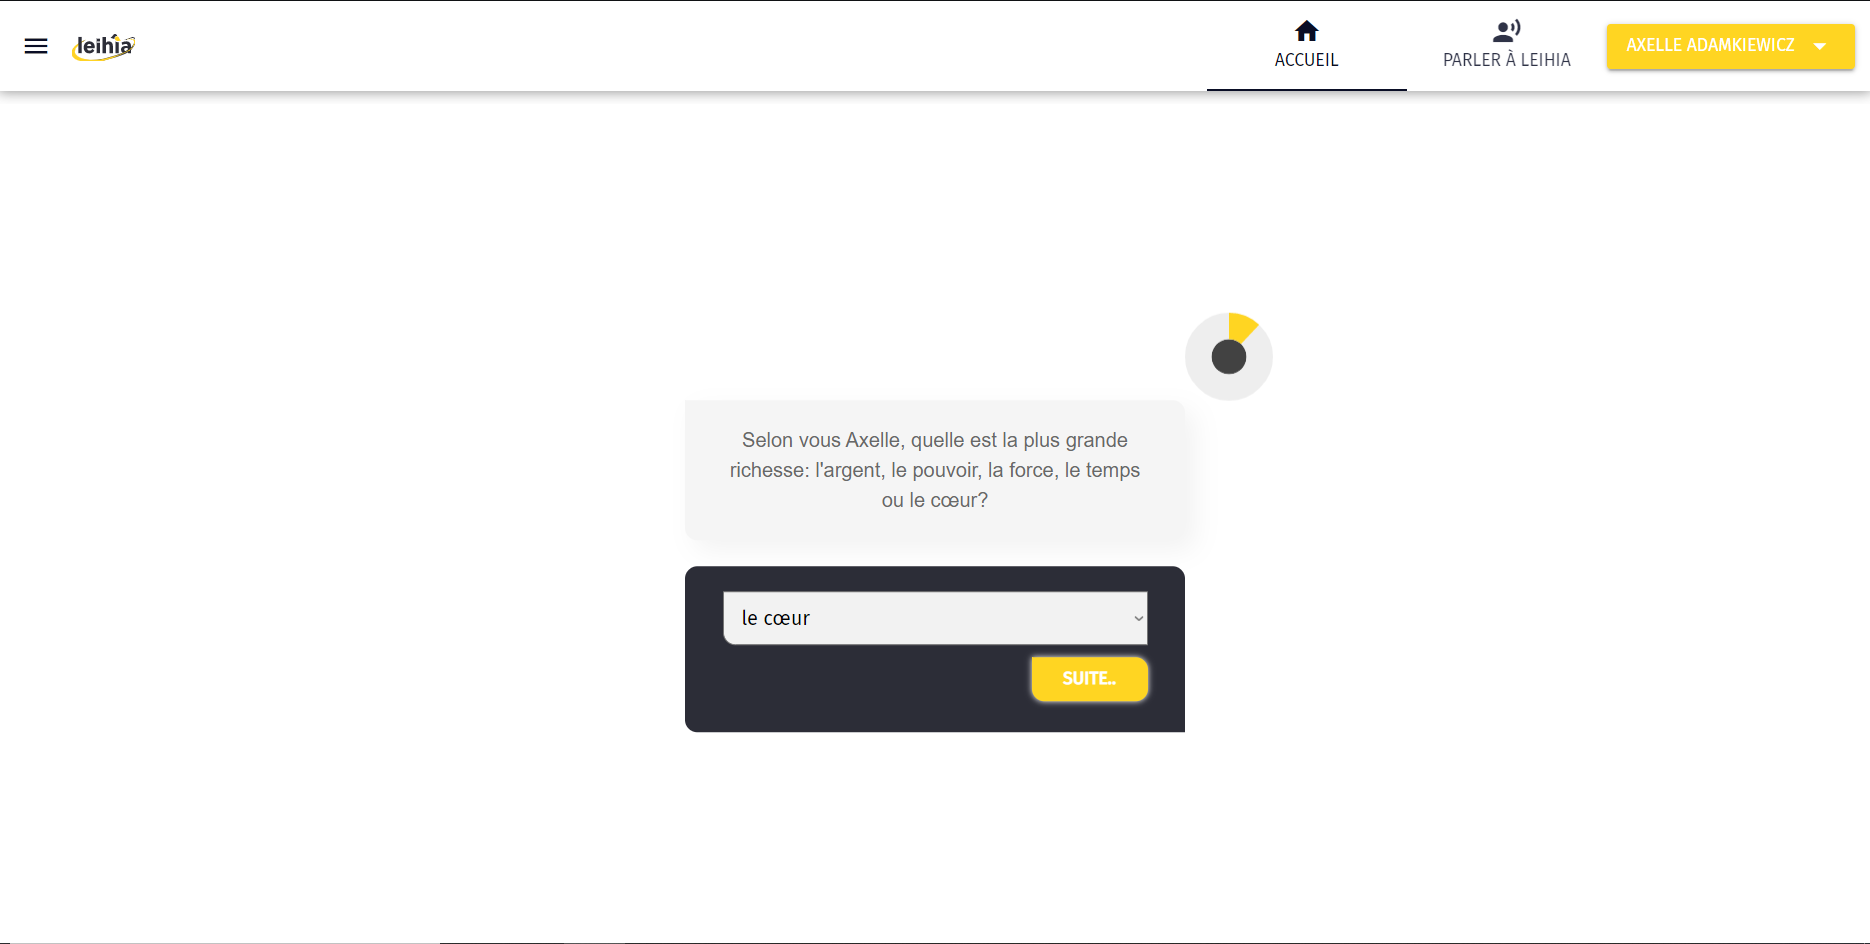 leihia
ACCUEIL
PARLER À LEIHIA
AXELLE ADAMKIEWICZ
Selon vous Axelle, quelle est la plus grande
richesse: l'argent, le pouvoir, la force, le temps
ou le cœur?
le cœur
SUITE..